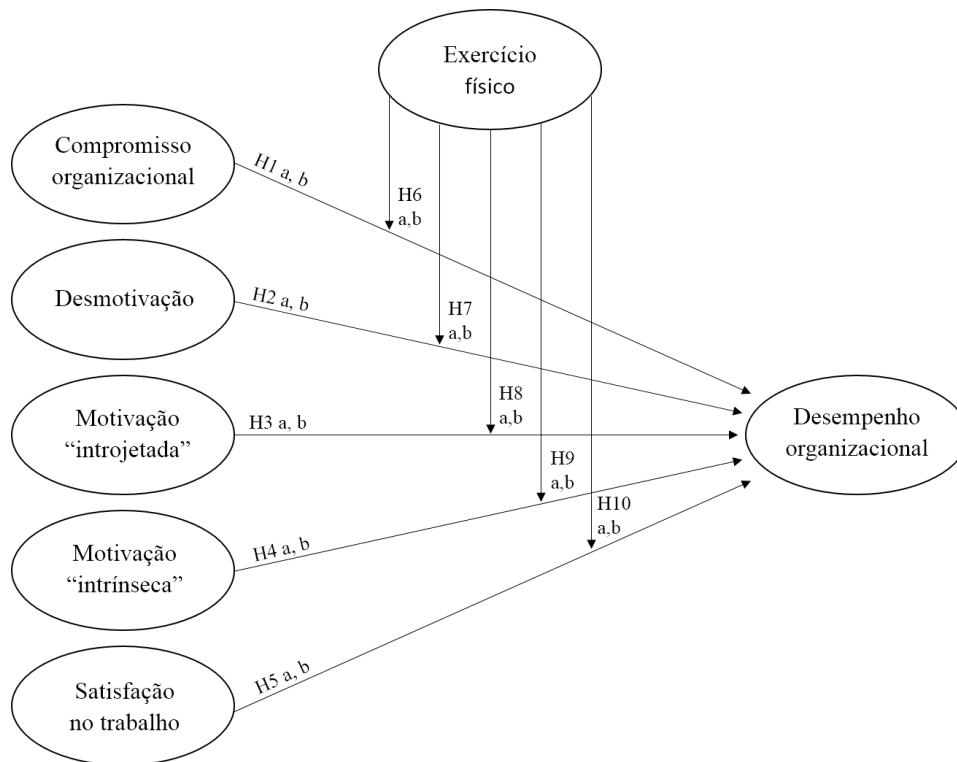 Exercício
físico
Compromisso
organizacional
H1 a, b
H6
a,b
Desmotivação
H2 a, b
H7
a,b
Motivação
“introjetada”
H3 a, b
H8
a,b
Desempenho
organizacional
H9
a,b
Motivação
“intrínseca”
H4 a, b
H10
a,b
Satisfação
no trabalho
H5 a, b